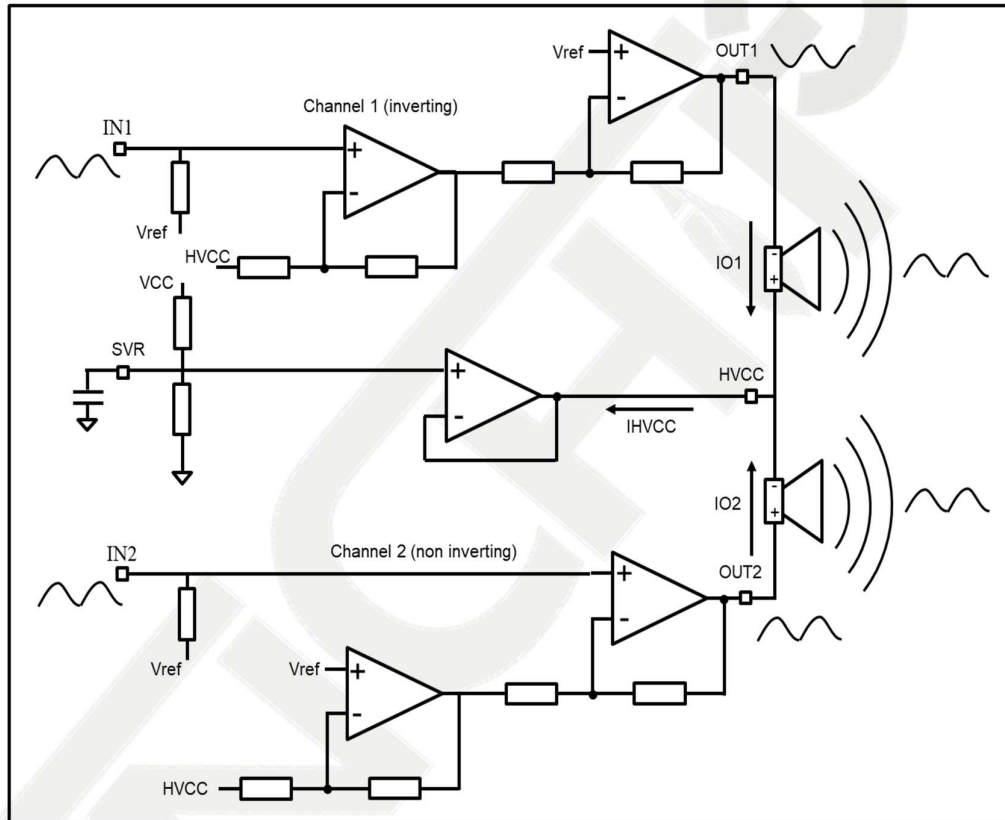 Vref
+
-
OUT1
Channel 1 (inverting)
IN1
+
-
Vref
HVCC
VCC
IO1
-
+
SVR
+
-
HVCC
IHVCC
IO2
-
+
IN2
Channel 2 (non inverting)
+
-
OUT2
Vref
Vref
+
-
HVCC